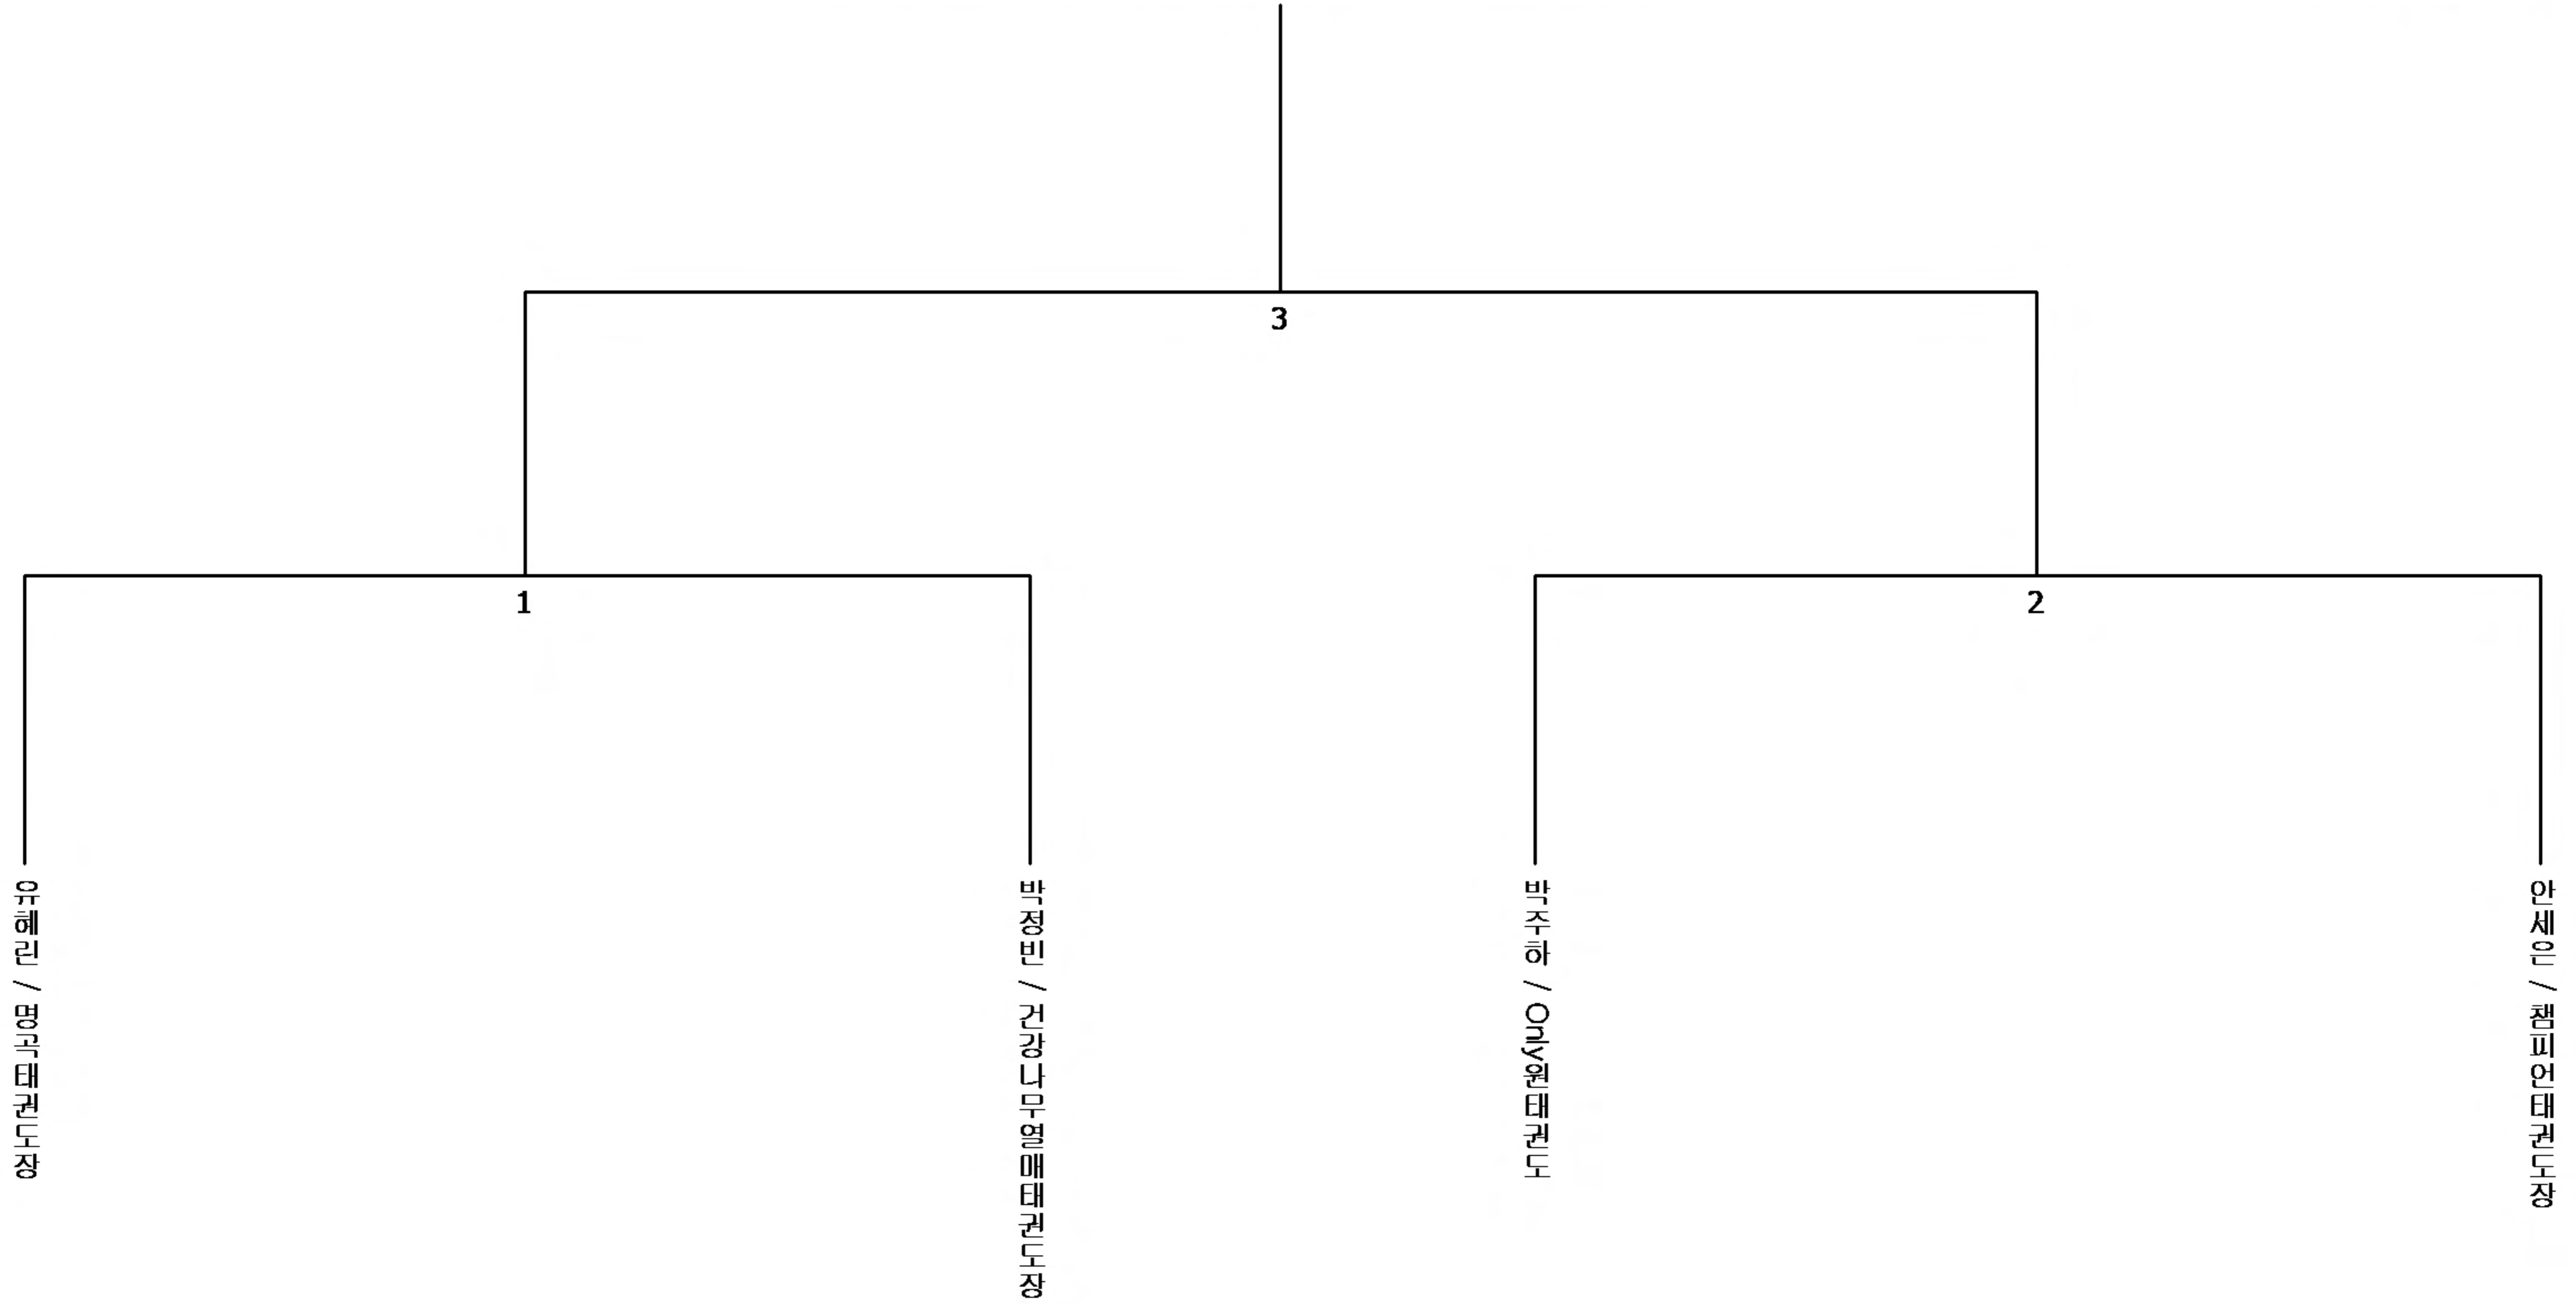 3
1
2
유혜린 / 명국태권도장
박정빈 / 건강나무열매태권도장
박주하 / Only원태권도
안세은 / 챔피언태권도장